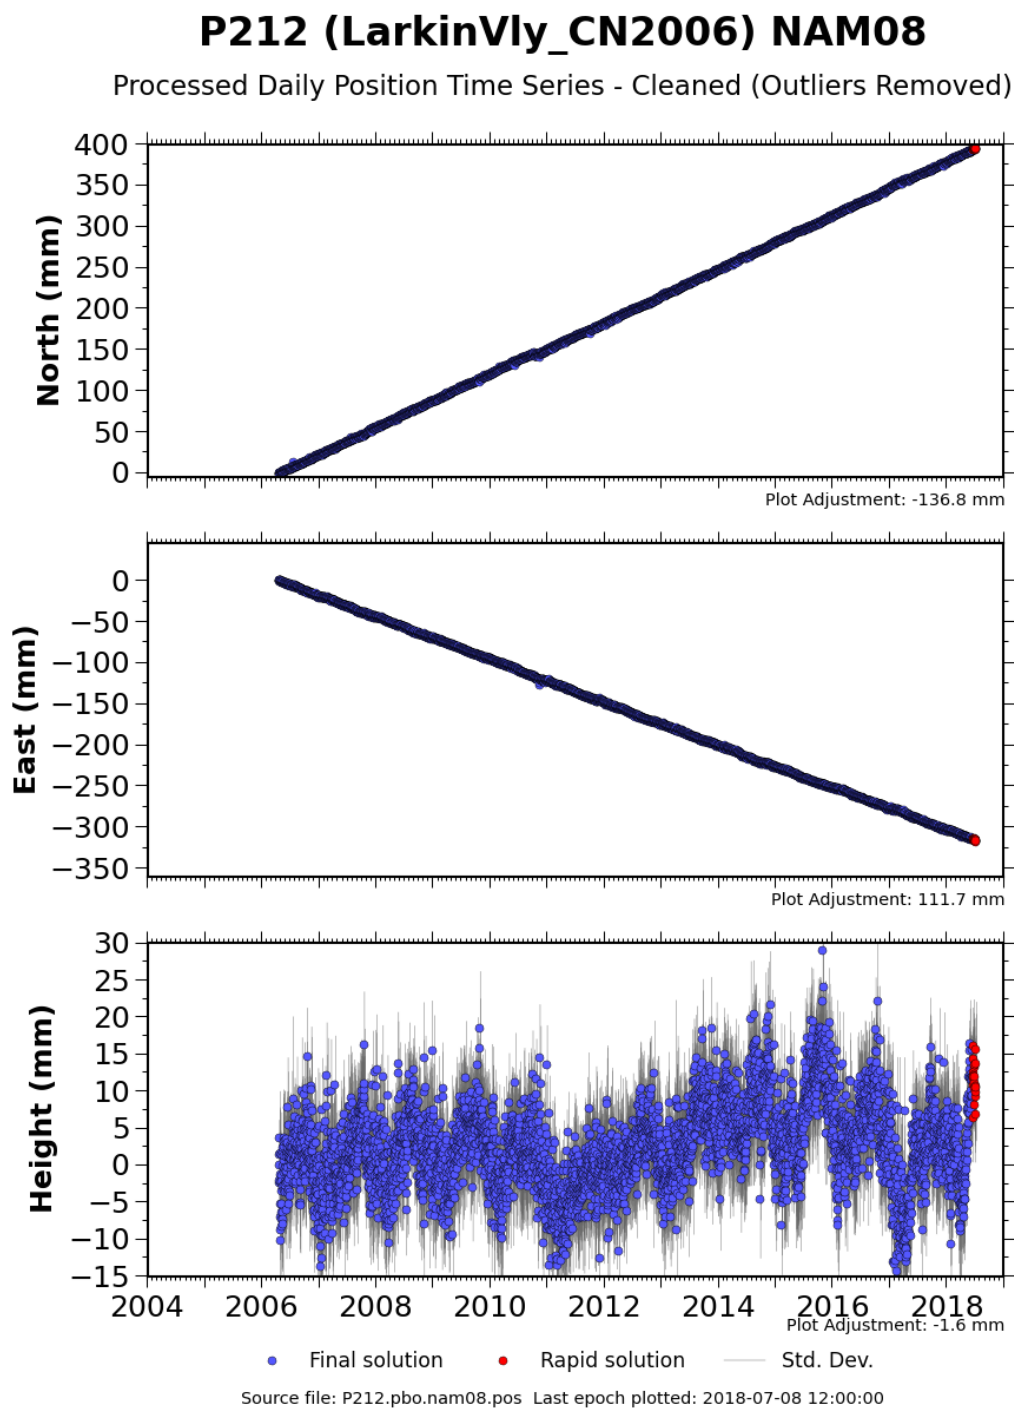 P212 (LarkinVly_CN2006) NAM08
Processed Daily Position Time Series - Cleaned (Outliers Removed)
North (mm)
400
350
300
250
200
150
100
50
0
Plot Adjustment: -136.8 mm
East (mm)
0
−50
−100
−150
−200
−250
−300
−350
Plot Adjustment: 111.7 mm
Height (mm)
30
25
20
15
10
5
0
−5
−10
−15
2004 2006 2008 2010 2012 2014 2016 2018
Plot Adjustment: -1.6 mm
Final solution Rapid solution Std. Dev.
Source file: P212.pbo.nam08.pos Last epoch plotted: 2018-07-08 12:00:00